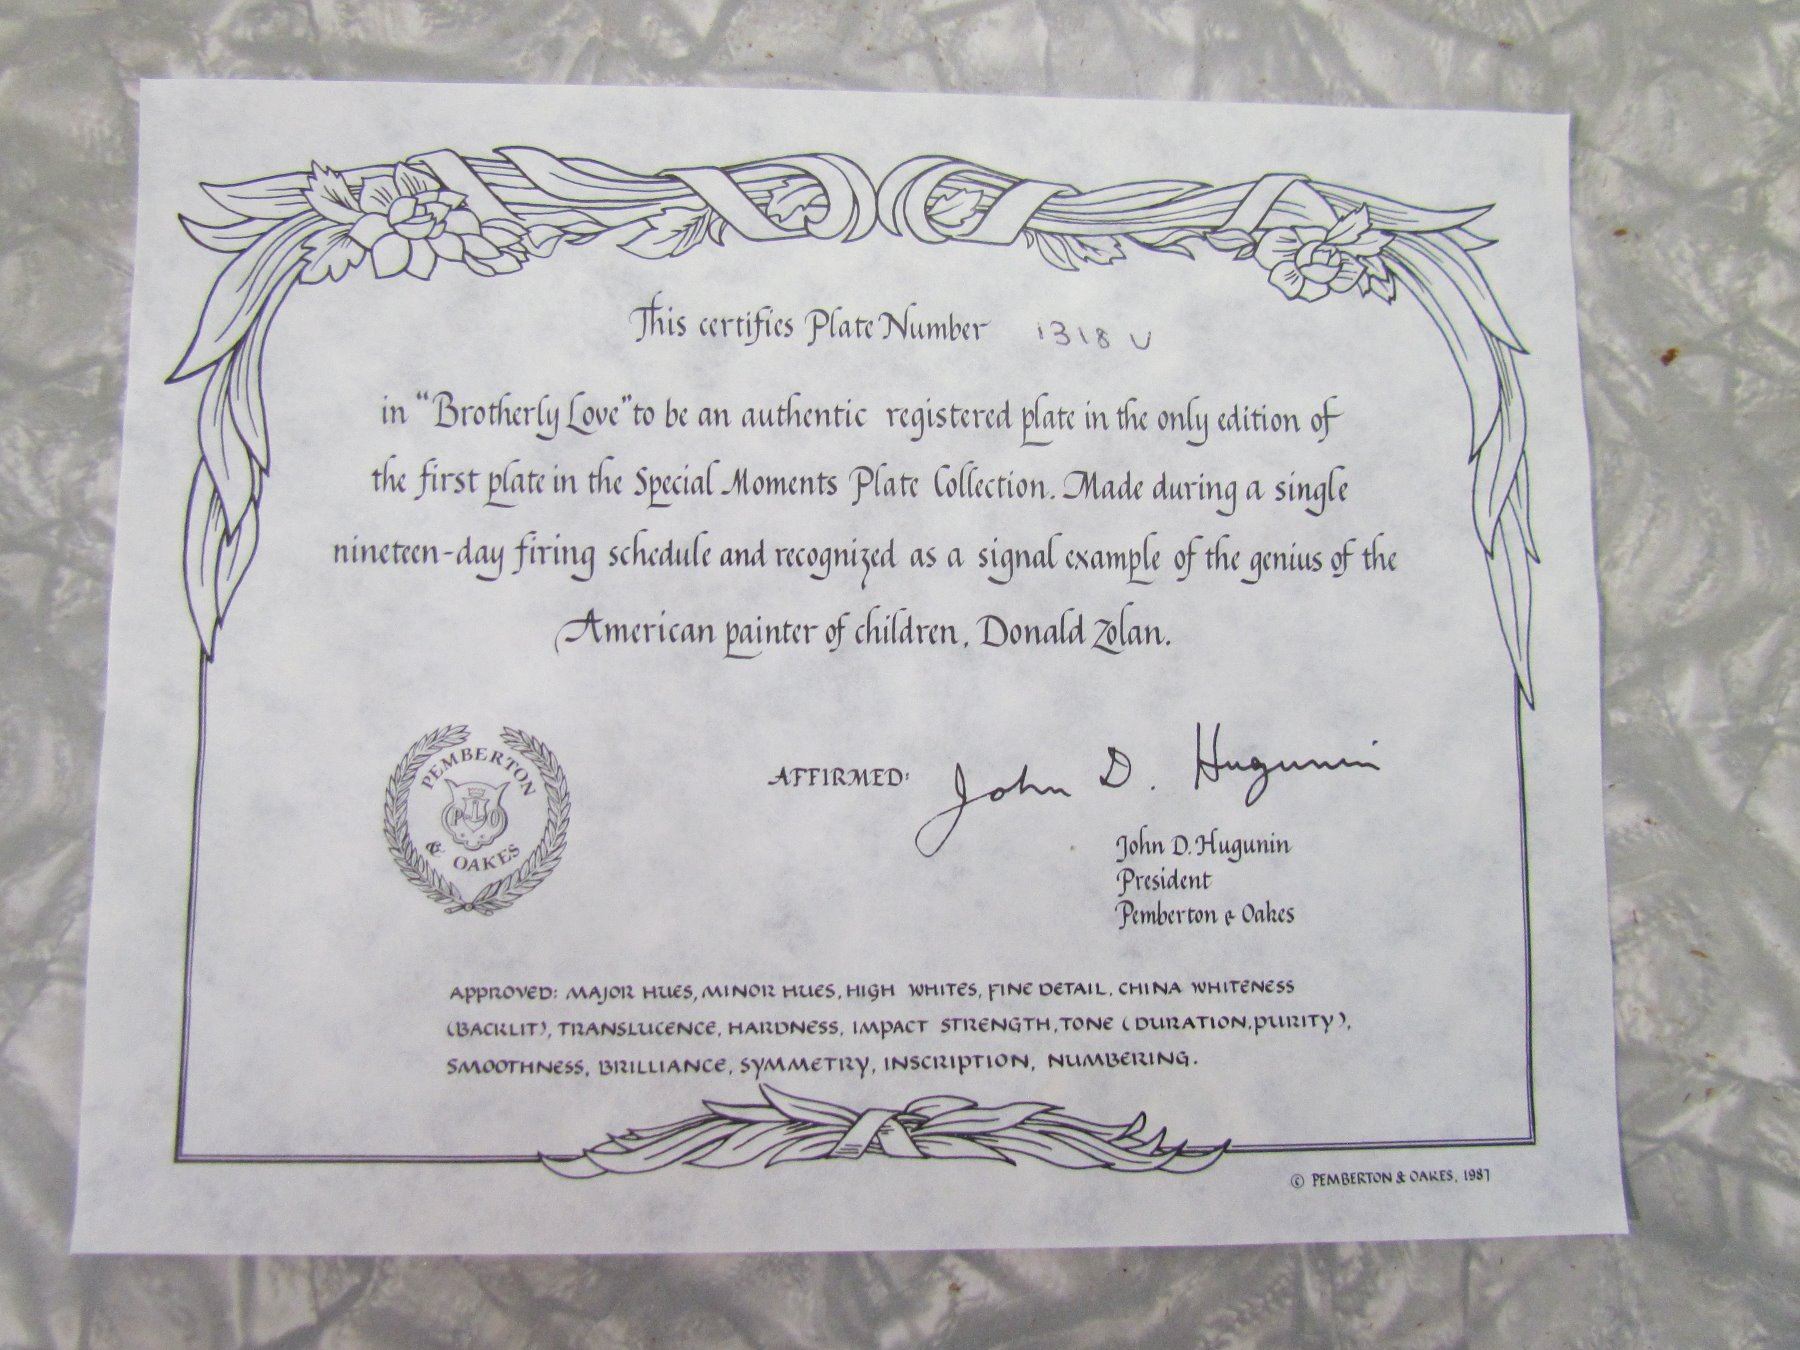 This certifies Plate Number 1318 U
in "Brotherly Love" to be an authentic registered plate in the only edition of
the first plate in the Special Moments Plate Collection. Made during a single
nineteen-day firing schedule and recognized as a signal example of the genius of the
American painter of children, Donald Zolan.
PEMBERTON
P O
& OAKES
AFFIRMED: John D. Hugunin
John D. Hugunin
President
Pemberton & Oakes
APPROVED: MAJOR HUES, MINOR HUES, HIGH WHITES, FINE DETAIL, CHINA WHITENESS
(BACKLIT), TRANSLUCENCE, HARDNESS, IMPACT STRENGTH, TONE (DURATION, PURITY),
SMOOTHNESS, BRILLIANCE, SYMMETRY, INSCRIPTION, NUMBERING.
© PEMBERTON & OAKES, 1987